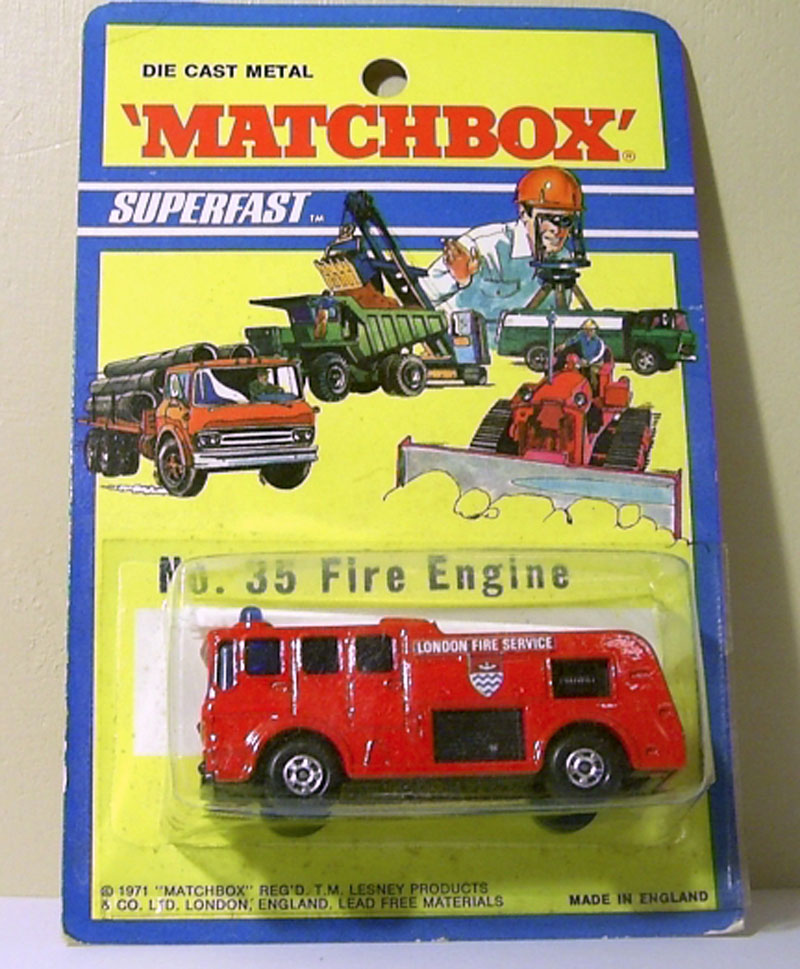 DIE CAST METAL
'MATCHBOX'®
SUPERFAST™
No. 35 Fire Engine
LONDON FIRE SERVICE
© 1971 "MATCHBOX" REG'D. T.M. LESNEY PRODUCTS
& CO. LTD. LONDON, ENGLAND. LEAD FREE MATERIALS
MADE IN ENGLAND